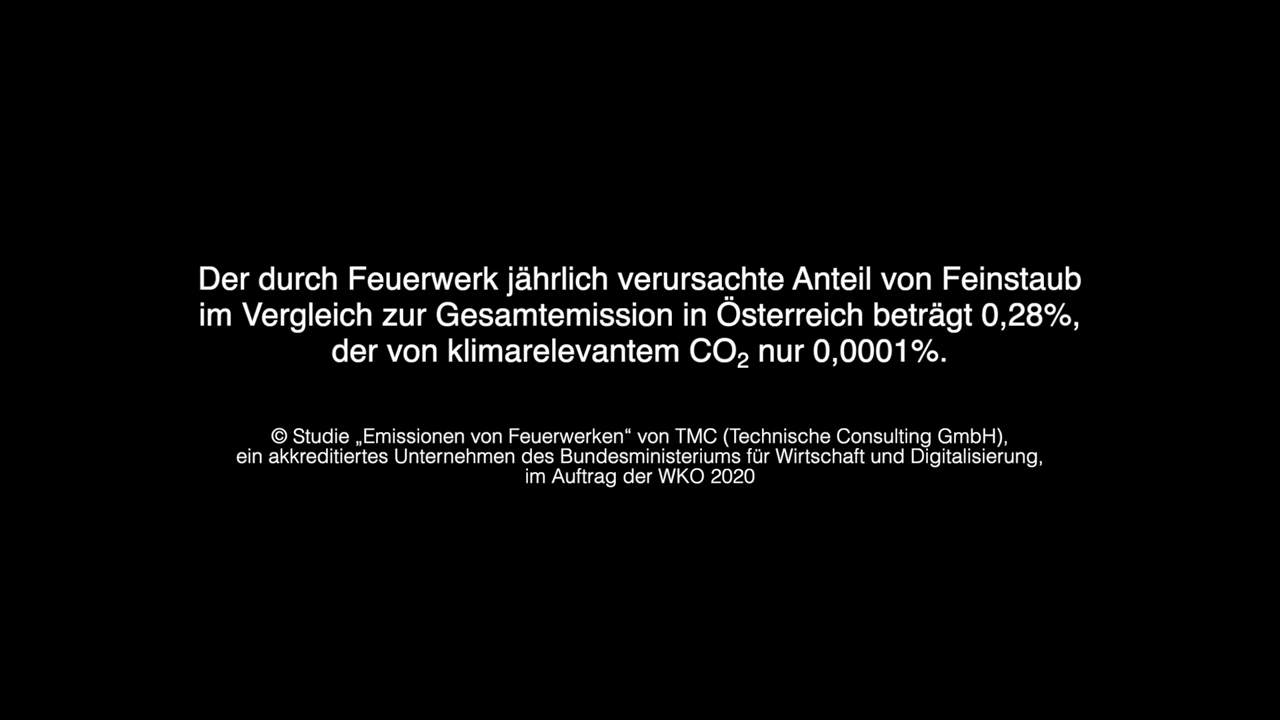 Der durch Feuerwerk jährlich verursachte Anteil von Feinstaub
im Vergleich zur Gesamtemission in Österreich beträgt 0,28%,
der von klimarelevantem CO₂ nur 0,0001%.
© Studie „Emissionen von Feuerwerken“ von TMC (Technische Consulting GmbH),
ein akkreditiertes Unternehmen des Bundesministeriums für Wirtschaft und Digitalisierung,
im Auftrag der WKO 2020